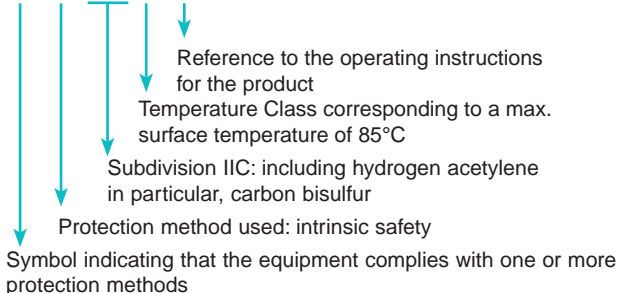 Reference to the operating instructions
for the product
Temperature Class corresponding to a max.
surface temperature of 85°C
Subdivision IIC: including hydrogen acetylene
in particular, carbon bisulfur
Protection method used: intrinsic safety
Symbol indicating that the equipment complies with one or more
protection methods